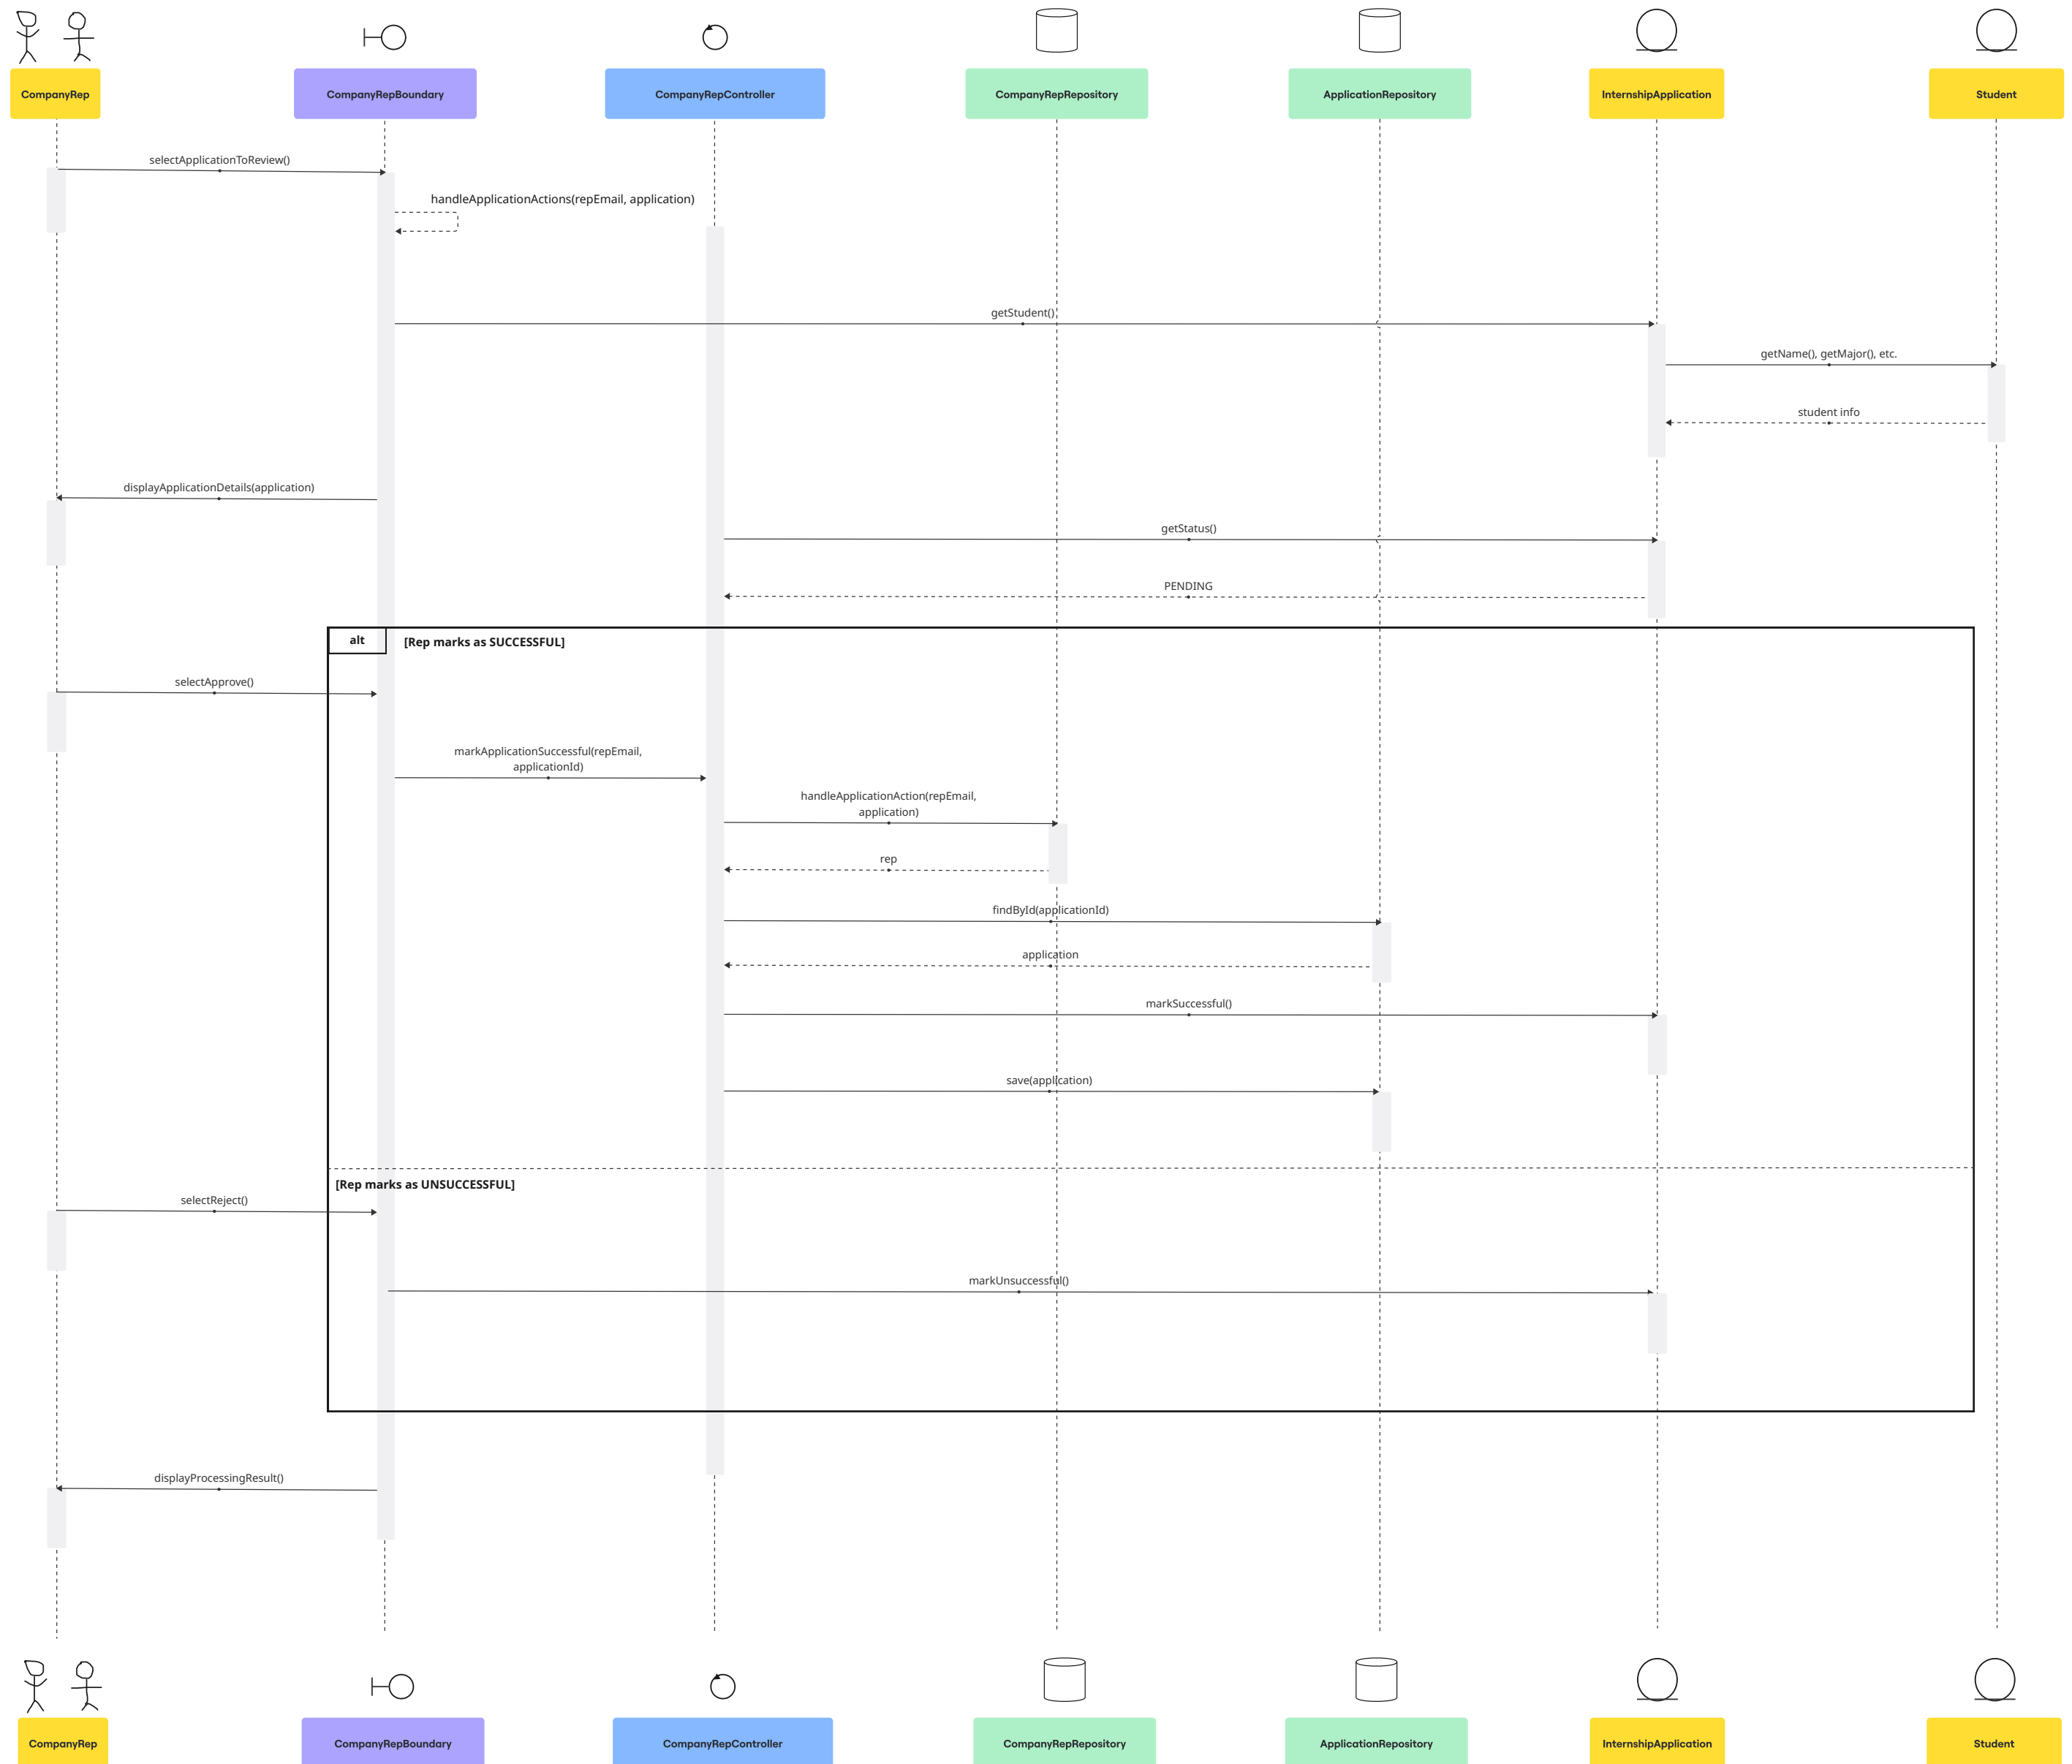 CompanyRep
CompanyRepBoundary
CompanyRepController
CompanyRepRepository
ApplicationRepository
InternshipApplication
Student
selectApplicationToReview()
handleApplicationActions(repEmail, application)
getStudent()
getName(), getMajor(), etc.
student info
displayApplicationDetails(application)
getStatus()
PENDING
alt
[Rep marks as SUCCESSFUL]
selectApprove()
markApplicationSuccessful(repEmail,
applicationId)
handleApplicationAction(repEmail,
application)
rep
findById(applicationId)
application
markSuccessful()
save(application)
[Rep marks as UNSUCCESSFUL]
selectReject()
markUnsuccessful()
displayProcessingResult()
CompanyRep
CompanyRepBoundary
CompanyRepController
CompanyRepRepository
ApplicationRepository
InternshipApplication
Student